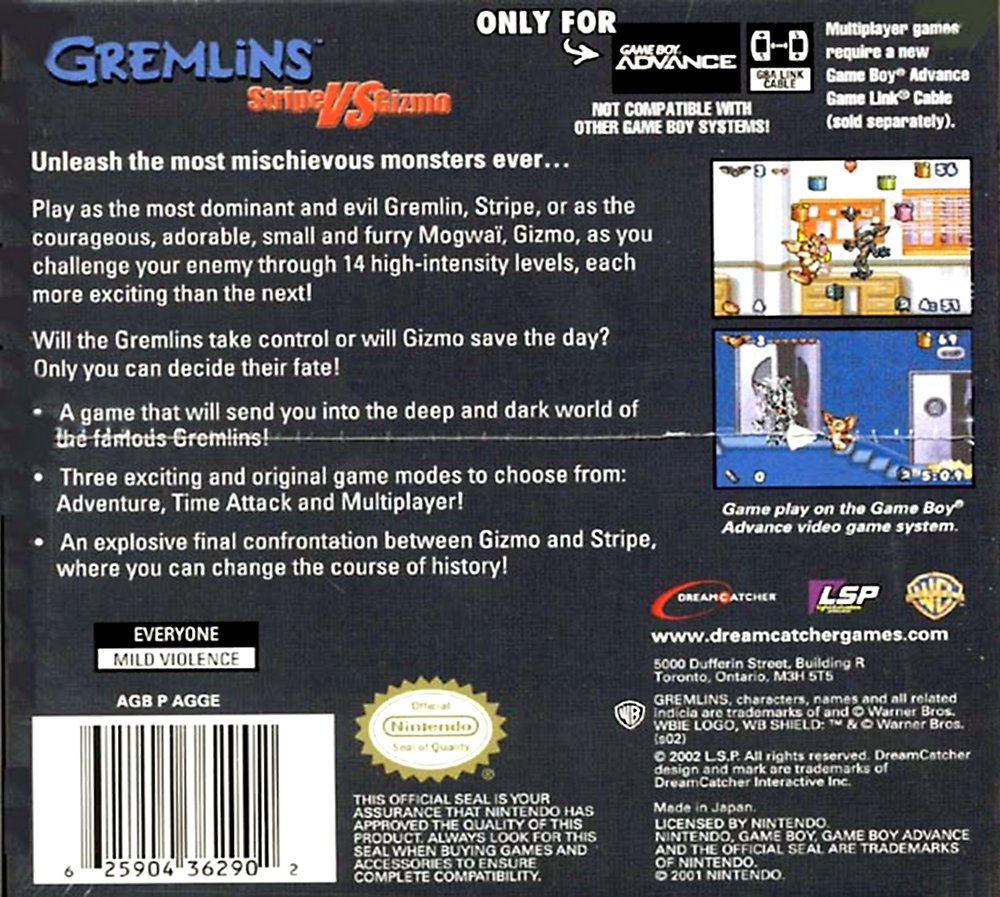 ONLY FOR
GAME BOY ADVANCE
GBA LINK
CABLE
NOT COMPATIBLE WITH
OTHER GAME BOY SYSTEMS!
Multiplayer games
require a new
Game Boy® Advance
Game Link® Cable
(sold separately).
GREMLiNS™
Stripe VS Gizmo
Unleash the most mischievous monsters ever...
Play as the most dominant and evil Gremlin, Stripe, or as the
courageous, adorable, small and furry Mogwaï, Gizmo, as you
challenge your enemy through 14 high-intensity levels, each
more exciting than the next!
Will the Gremlins take control or will Gizmo save the day?
Only you can decide their fate!
• A game that will send you into the deep and dark world of
the famous Gremlins!
• Three exciting and original game modes to choose from:
Adventure, Time Attack and Multiplayer!
• An explosive final confrontation between Gizmo and Stripe,
where you can change the course of history!
3
56
4
4:51
3
69
0
5:09
Game play on the Game Boy®
Advance video game system.
DREAMCATCHER
LSP
WB
www.dreamcatchergames.com
5000 Dufferin Street, Building R
Toronto, Ontario, M3H 5T5
WB
GREMLINS, characters, names and all related
indicia are trademarks of and © Warner Bros.
WBIE LOGO, WB SHIELD: ™ & © Warner Bros.
(s02)
© 2002 L.S.P. All rights reserved. DreamCatcher
design and mark are trademarks of
DreamCatcher Interactive Inc.
Made in Japan.
LICENSED BY NINTENDO.
NINTENDO, GAME BOY, GAME BOY ADVANCE
AND THE OFFICIAL SEAL ARE TRADEMARKS
OF NINTENDO.
© 2001 NINTENDO.
EVERYONE
MILD VIOLENCE
AGB P AGGE
6 25904 36290 2
Official
Nintendo
Seal of Quality
®
THIS OFFICIAL SEAL IS YOUR
ASSURANCE THAT NINTENDO HAS
APPROVED THE QUALITY OF THIS
PRODUCT. ALWAYS LOOK FOR THIS
SEAL WHEN BUYING GAMES AND
ACCESSORIES TO ENSURE
COMPLETE COMPATIBILITY.